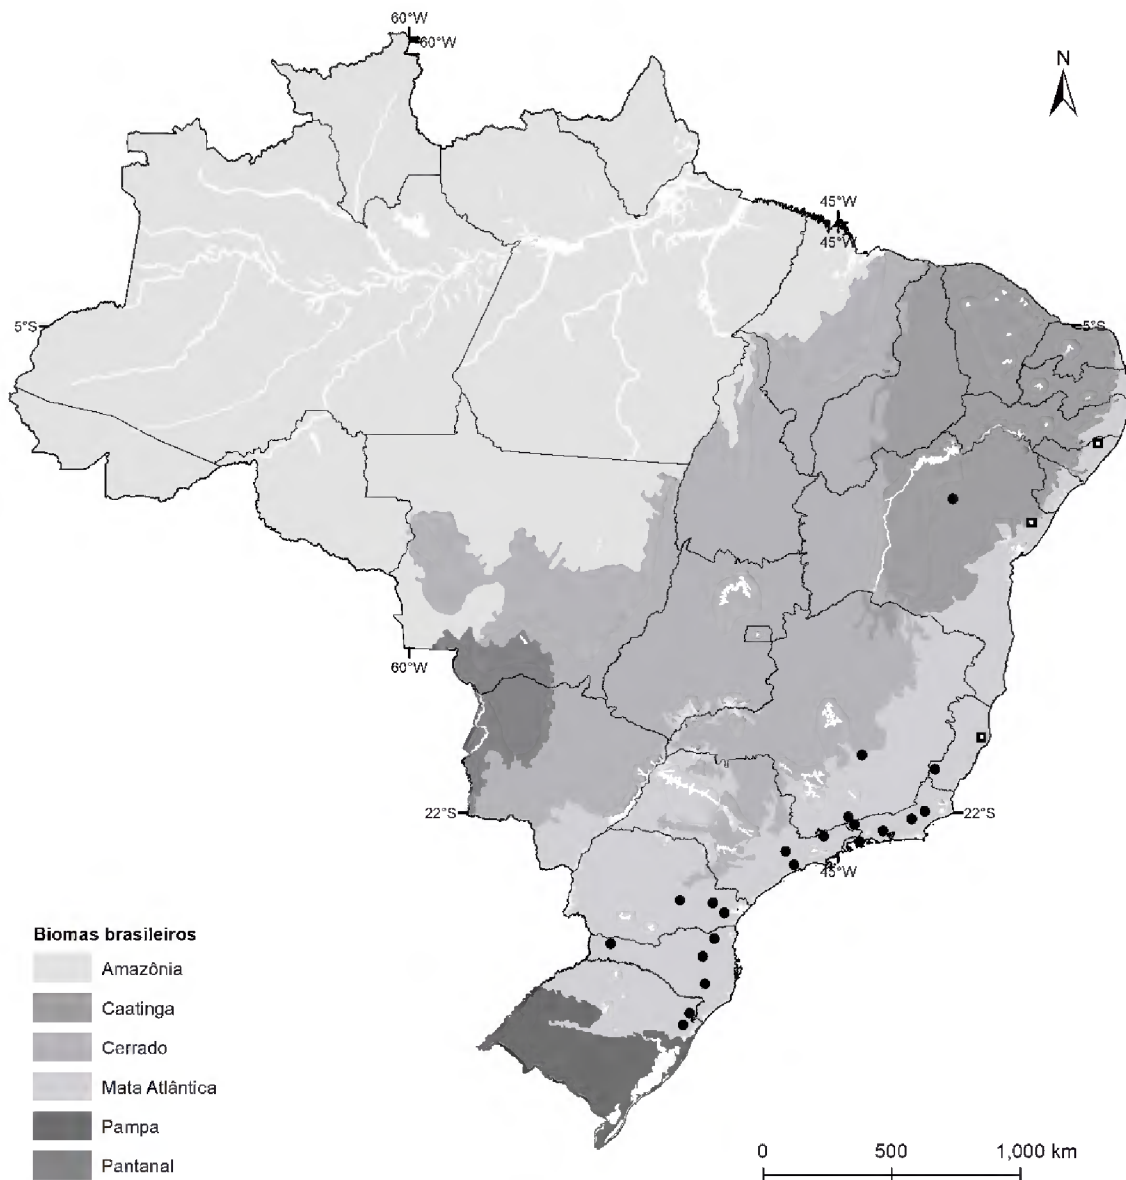 60°W
60°W
N
45°W
45°W
5°S
5°S
60°W
22°S
22°S
45°W
Biomas brasileiros
Amazônia
Caatinga
Cerrado
Mata Atlântica
Pampa
Pantanal
0 500 1,000 km